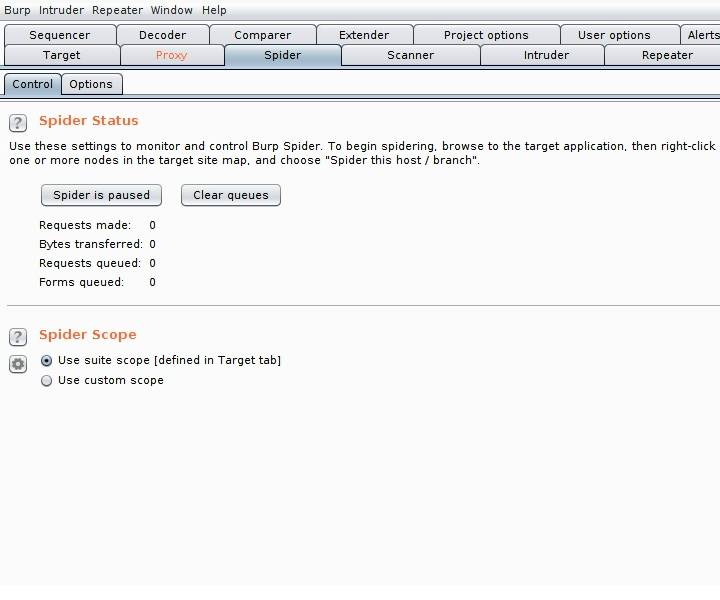 Burp Intruder Repeater Window Help
Sequencer Decoder Comparer Extender Project options User options Alerts
Target Proxy Spider Scanner Intruder Repeater
Control Options
? Spider Status
Use these settings to monitor and control Burp Spider. To begin spidering, browse to the target application, then right-click
one or more nodes in the target site map, and choose "Spider this host / branch".
Spider is paused Clear queues
Requests made: 0
Bytes transferred: 0
Requests queued: 0
Forms queued: 0
? Spider Scope
Use suite scope [defined in Target tab]
Use custom scope